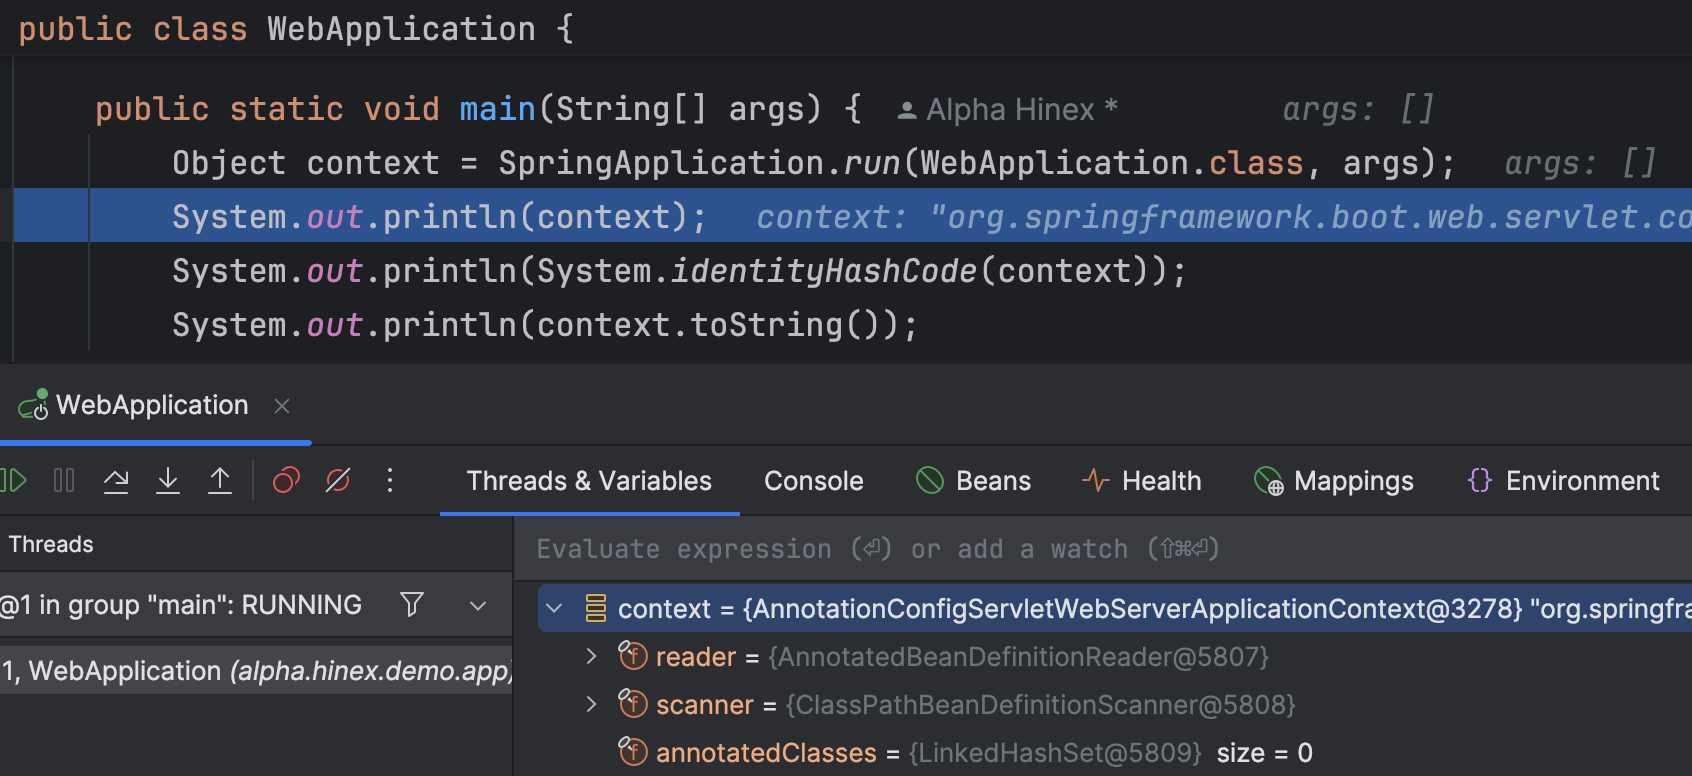 public class WebApplication {
public static void main(String[] args) { Alpha Hinex * args: []
Object context = SpringApplication.run(WebApplication.class, args); args: []
System.out.println(context); context: "org.springframework.boot.web.servlet.co
System.out.println(System.identityHashCode(context));
System.out.println(context.toString());
WebApplication
Threads & Variables Console Beans Health Mappings Environment
Threads
Evaluate expression (⏎) or add a watch (⇧⌘⏎)
@1 in group "main": RUNNING
context = {AnnotationConfigServletWebServerApplicationContext@3278} "org.springfra
reader = {AnnotatedBeanDefinitionReader@5807}
1, WebApplication (alpha.hinex.demo.app)
scanner = {ClassPathBeanDefinitionScanner@5808}
annotatedClasses = {LinkedHashSet@5809} size = 0